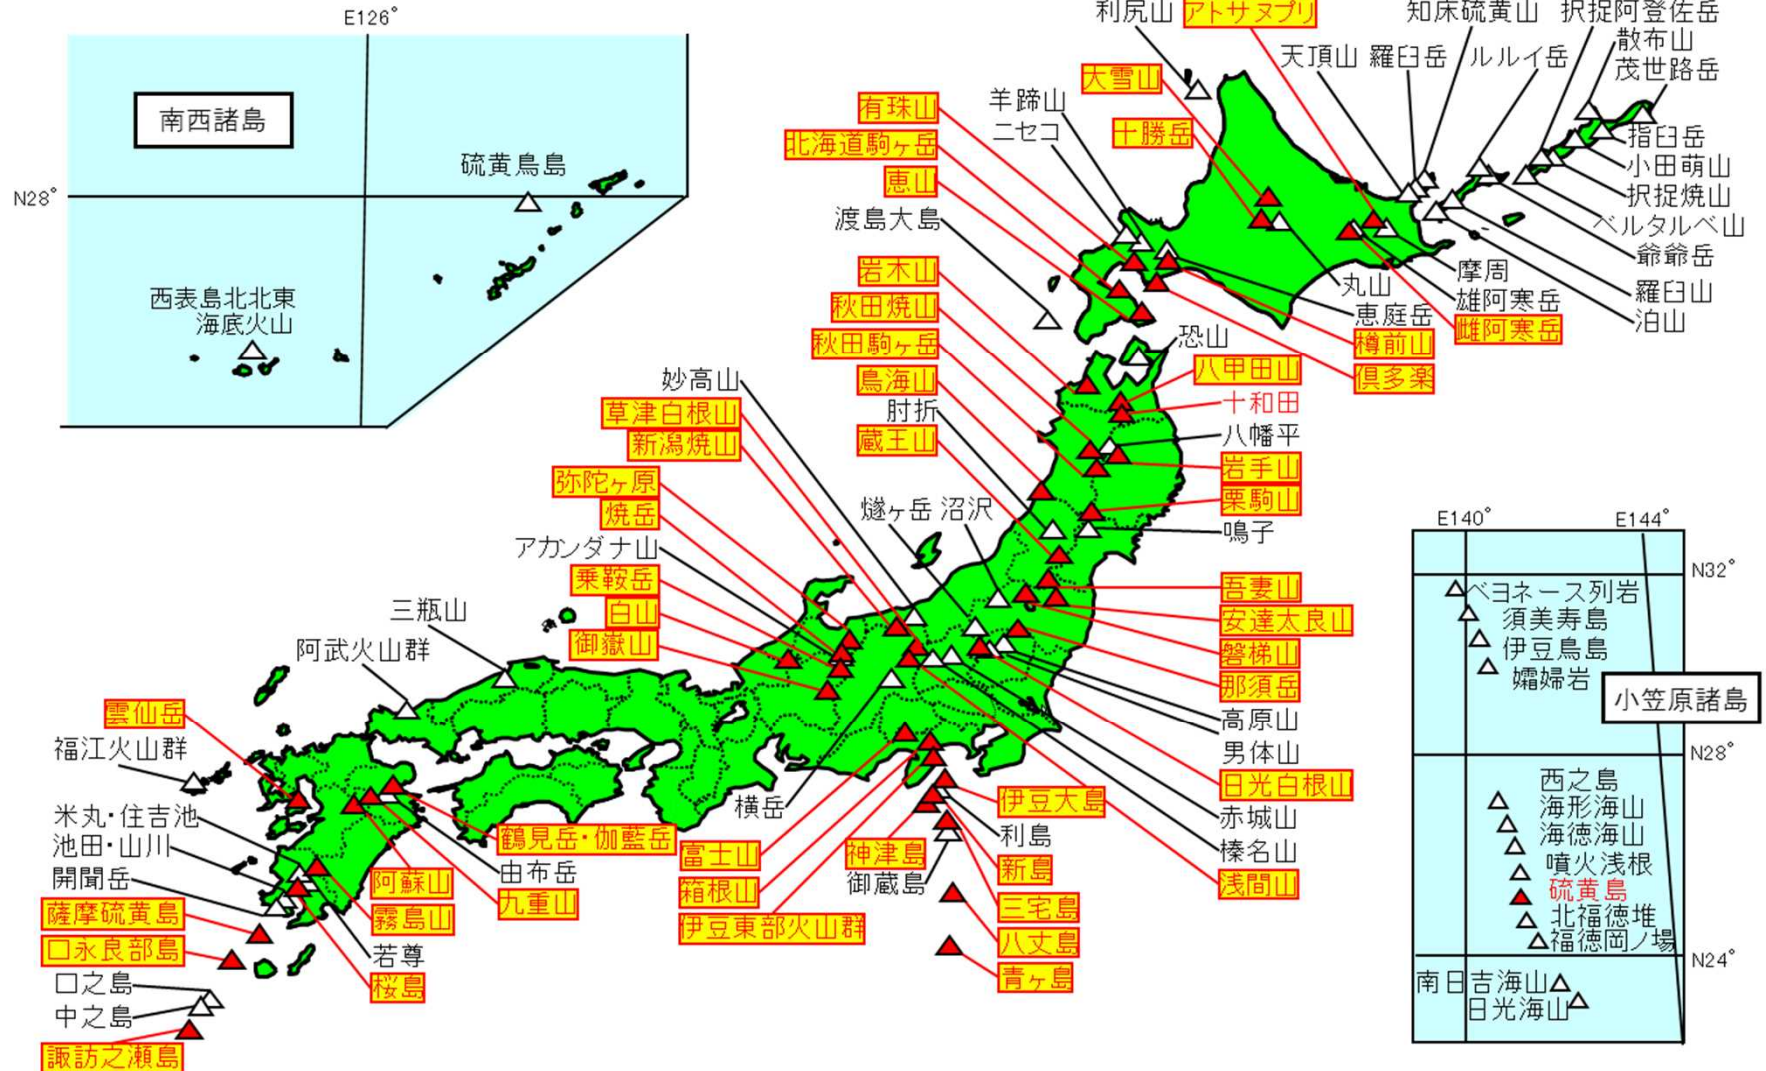 E126°
南西諸島
硫黄鳥島
N28°
西表島北北東
海底火山
利尻山
アトサヌプリ
知床硫黄山
択捉阿登佐岳
散布山
天頂山
羅臼岳
ルルイ岳
茂世路岳
大雪山
羊蹄山
有珠山
ニセコ
十勝岳
北海道駒ヶ岳
指臼岳
小田萌山
恵山
択捉焼山
渡島大島
ベルタルベ山
爺爺岳
岩木山
摩周
丸山
雄阿寒岳
羅臼山
秋田焼山
恵庭岳
泊山
雌阿寒岳
恐山
樽前山
秋田駒ヶ岳
八甲田山
倶多楽
妙高山
鳥海山
十和田
草津白根山
肘折
八幡平
新潟焼山
蔵王山
岩手山
弥陀ヶ原
栗駒山
焼岳
燧ヶ岳
沼沢
鳴子
アカンダナ山
乗鞍岳
吾妻山
白山
安達太良山
三瓶山
御嶽山
磐梯山
阿武火山群
那須岳
高原山
雲仙岳
男体山
福江火山群
日光白根山
横岳
伊豆大島
赤城山
米丸・住吉池
鶴見岳・伽藍岳
利島
池田・山川
富士山
神津島
榛名山
開聞岳
由布岳
新島
阿蘇山
箱根山
御蔵島
浅間山
薩摩硫黄島
九重山
三宅島
霧島山
伊豆東部火山群
口永良部島
若尊
八丈島
口之島
桜島
青ヶ島
中之島
諏訪之瀬島
E140°
E144°
N32°
ベヨネース列岩
須美寿島
伊豆鳥島
孀婦岩
小笠原諸島
N28°
西之島
海形海山
海徳海山
噴火浅根
硫黄島
北福徳堆
福徳岡ノ場
N24°
南日吉海山
日光海山